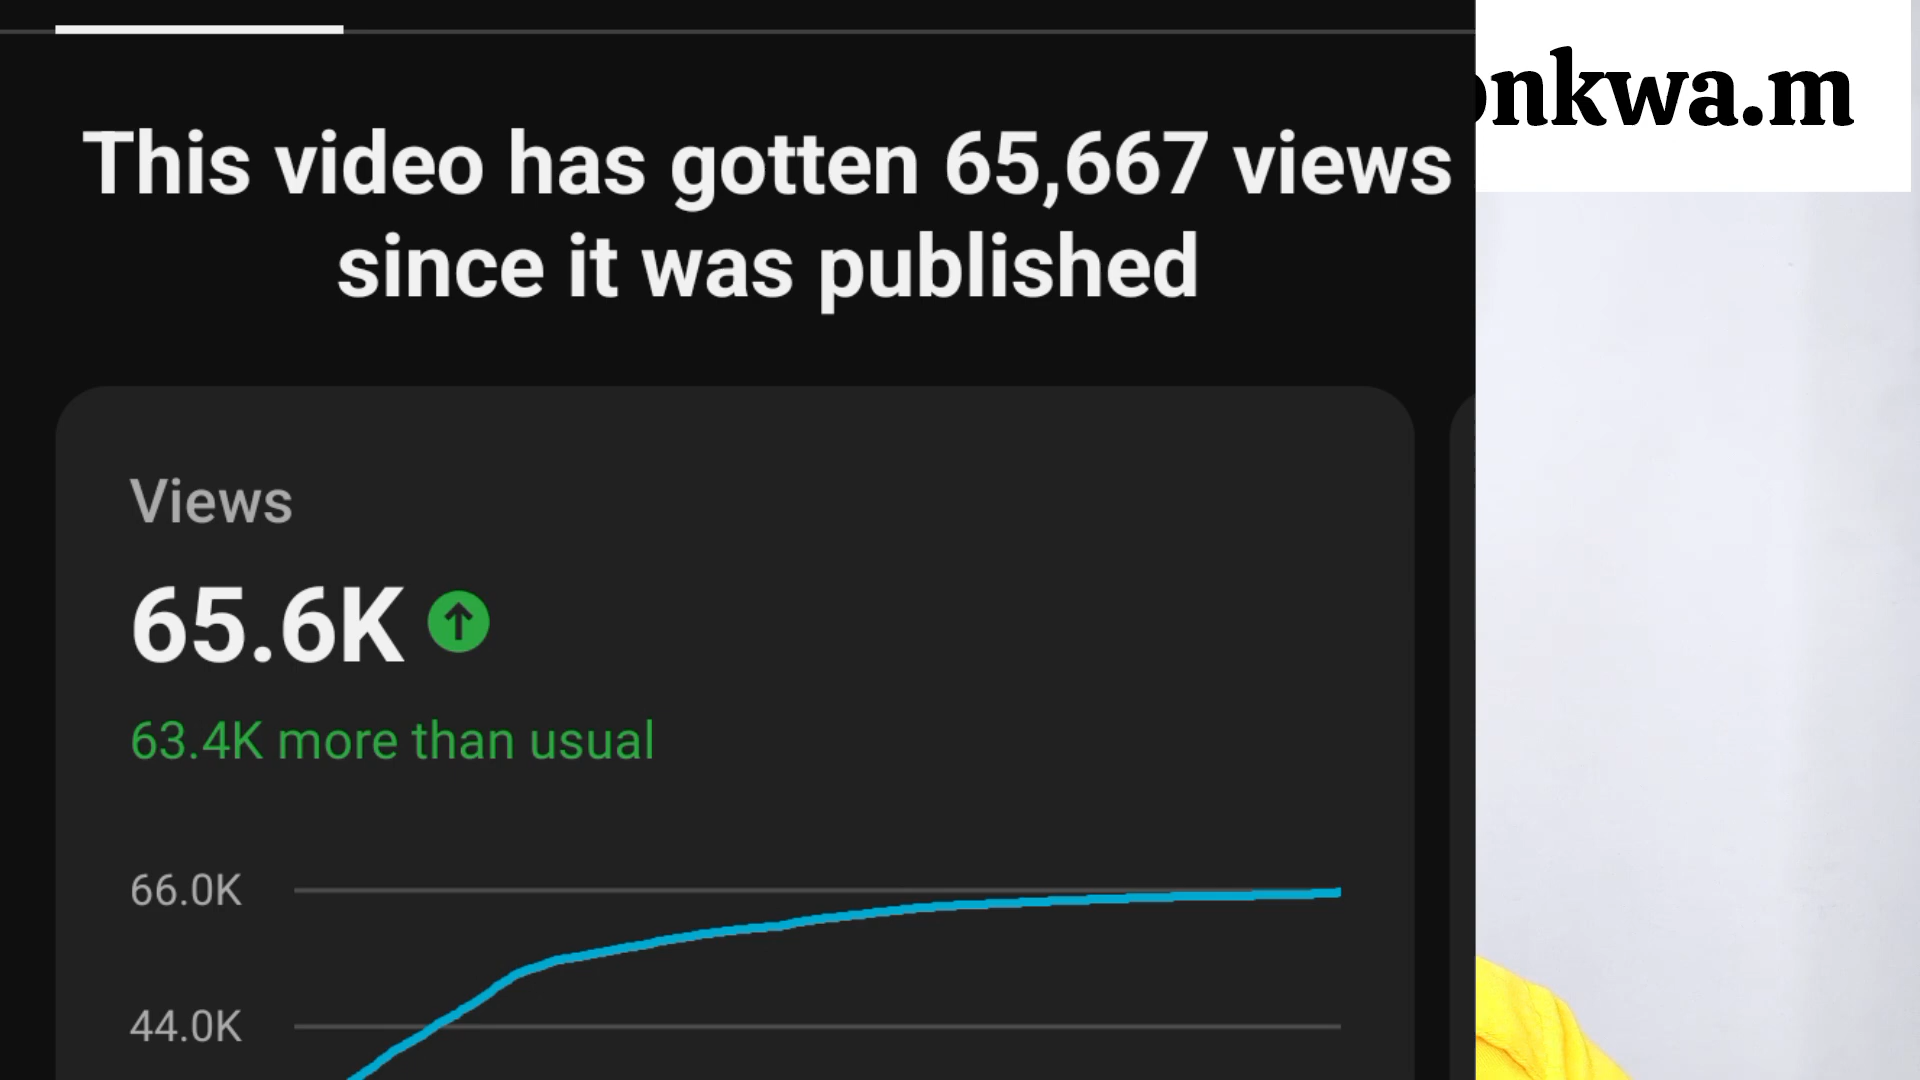 This video has gotten 65,667 views
since it was published
onkwa.m
Views
65.6K
63.4K more than usual
66.0K
44.0K